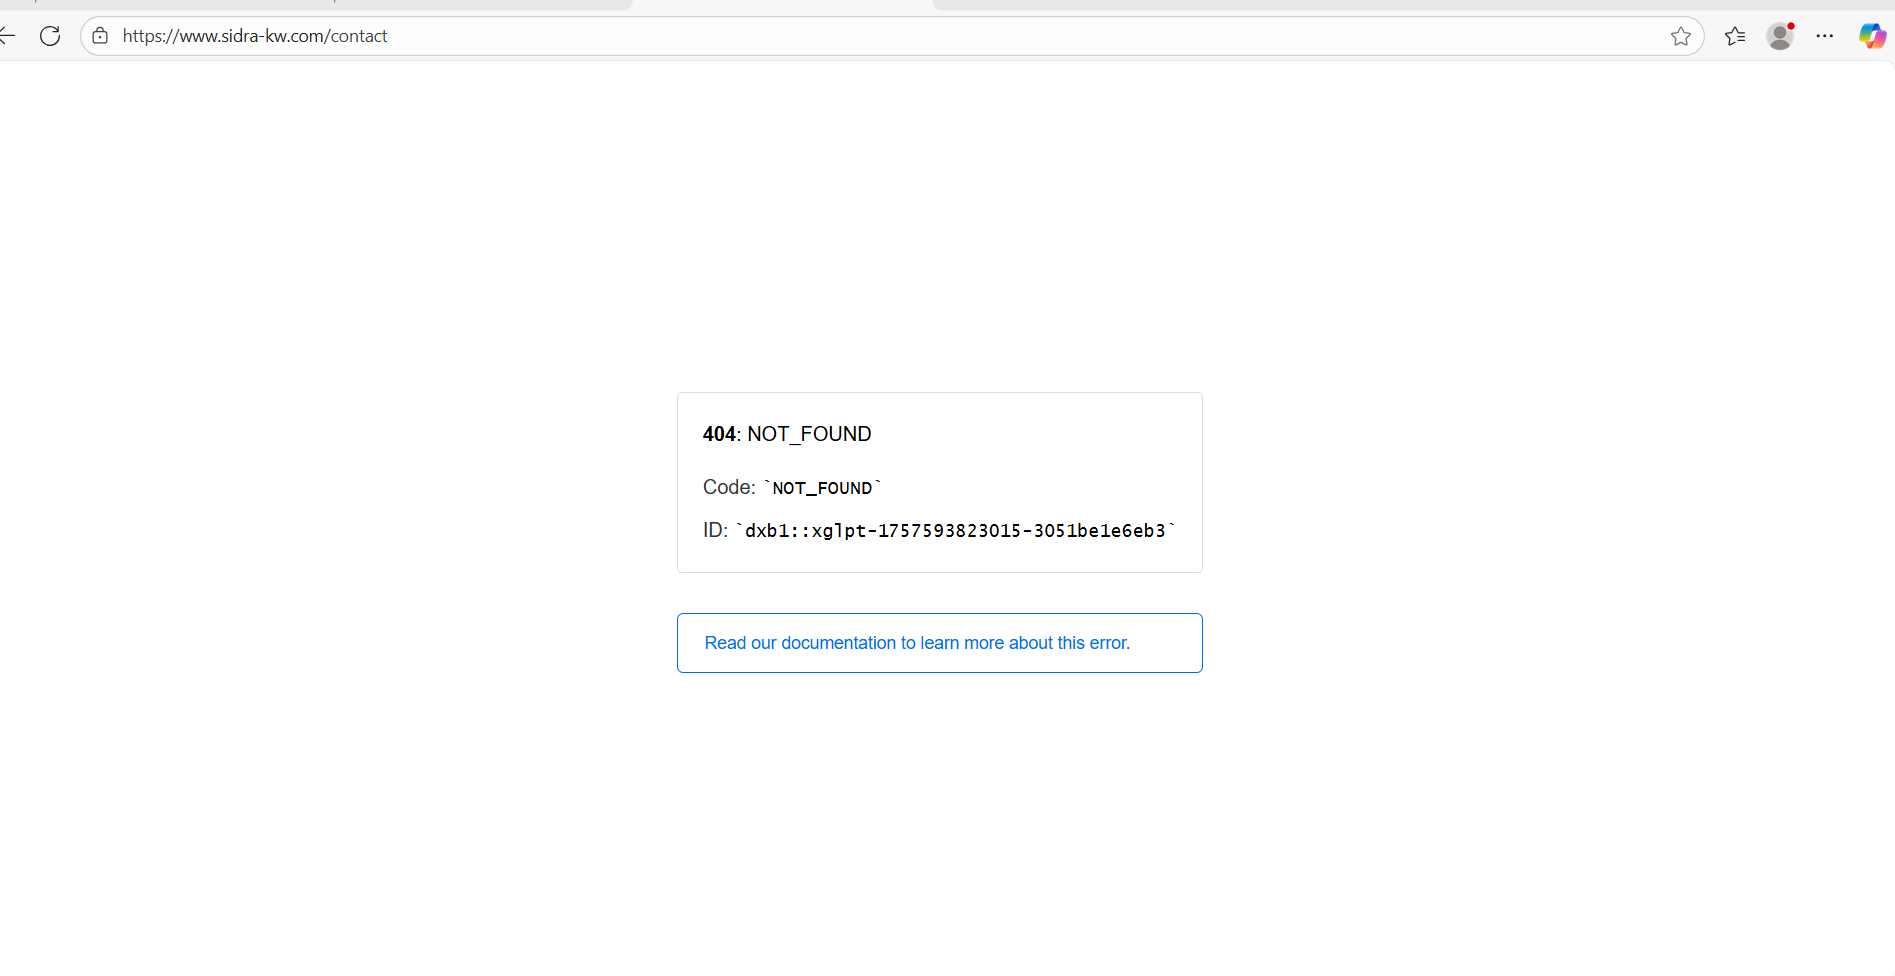 https://www.sidra-kw.com/contact
404: NOT_FOUND
Code: `NOT_FOUND`
ID: `dxb1::xglpt-1757593823015-3051be1e6eb3`
Read our documentation to learn more about this error.